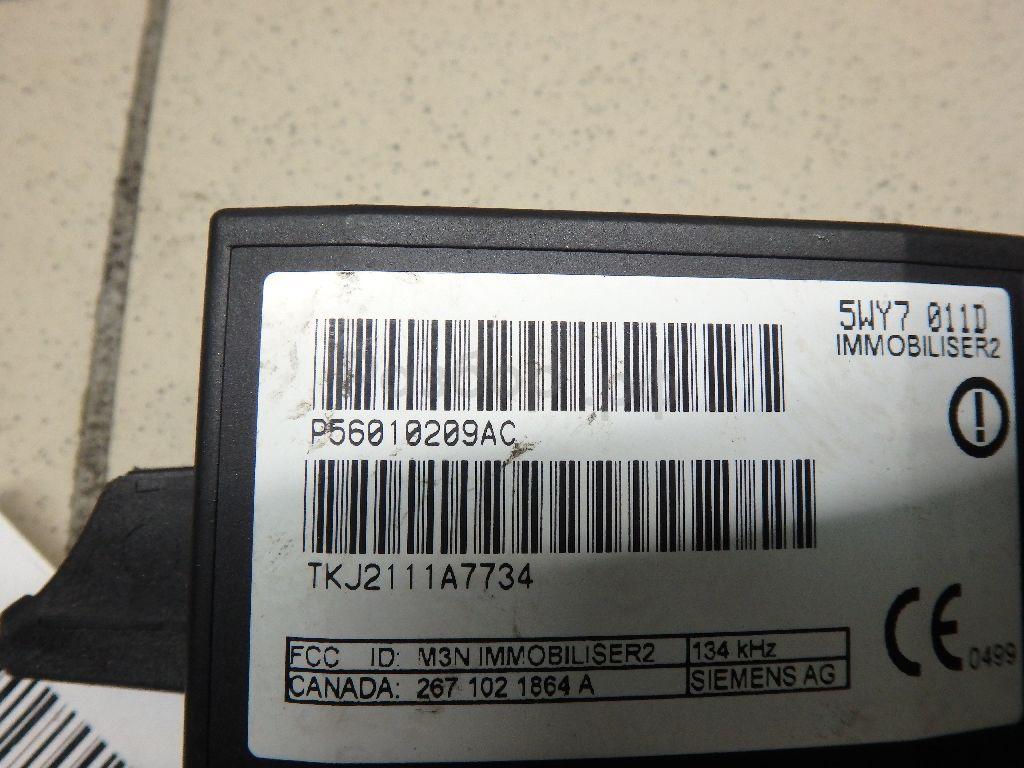 5WY7 011D
IMMOBILISER2
P56010209AC
TKJ2111A7734
FCC ID: M3N IMMOBILISER2 134 kHz
CANADA: 267 102 1864 A SIEMENS AG
CE 0499